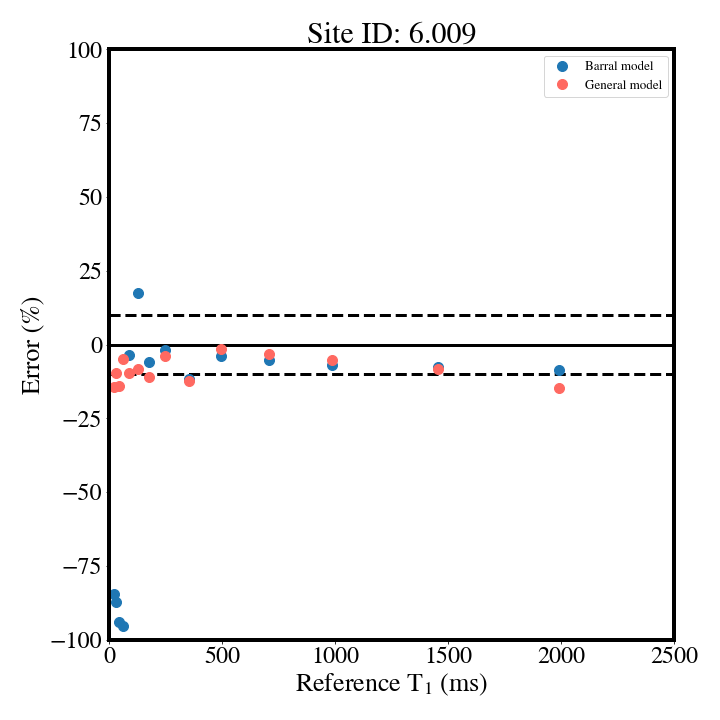 Site ID: 6.009
100
75
50
25
0
−25
−50
−75
−100
Error (%)
Barral model
General model
0 500 1000 1500 2000 2500
Reference T₁ (ms)